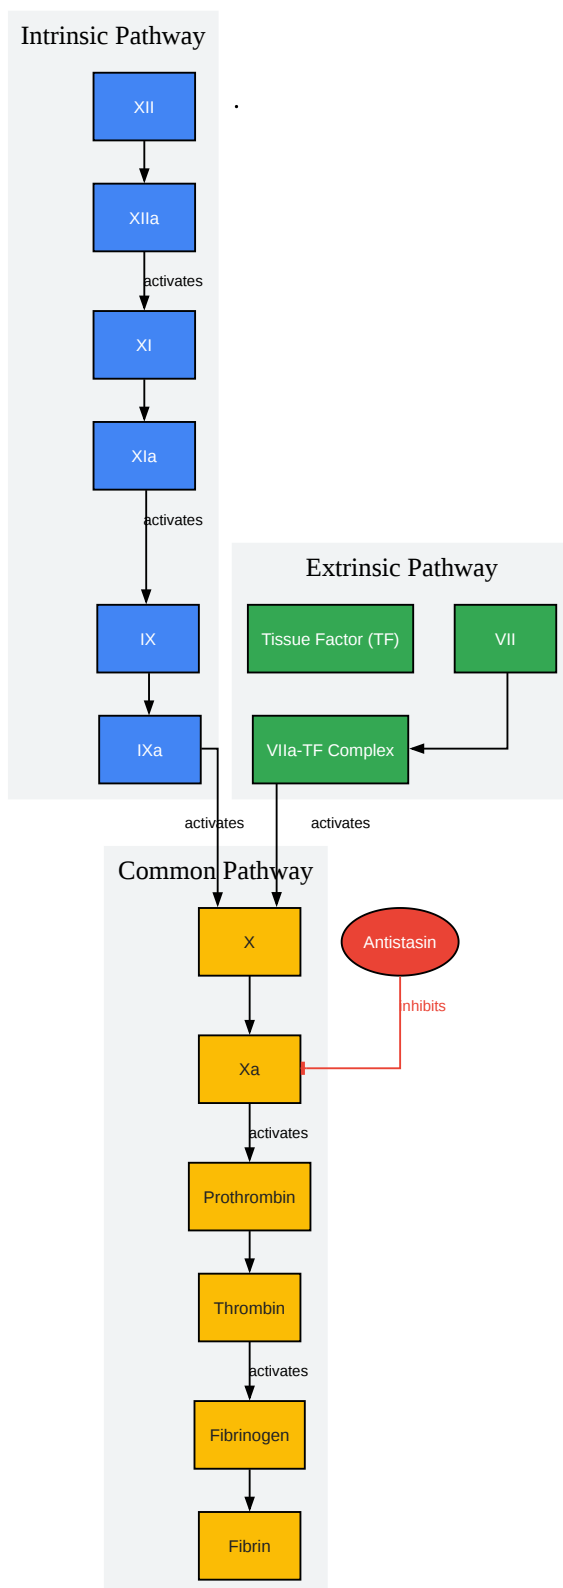 Intrinsic Pathway
XII
.
XIIa
activates
XI
XIa
activates
Extrinsic Pathway
IX
Tissue Factor (TF)
VII
IXa
VIIa-TF Complex
activates
activates
Common Pathway
X
Antistasin
inhibits
Xa
activates
Prothrombin
Thrombin
activates
Fibrinogen
Fibrin